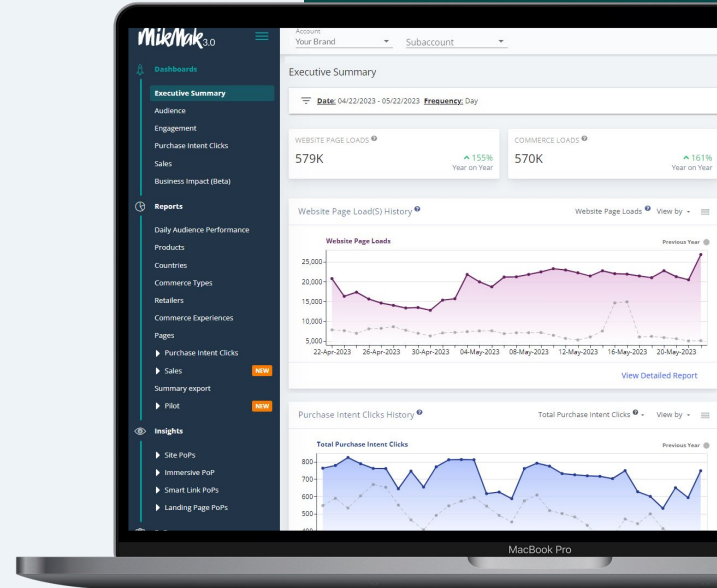 MikMak 3.0
Account
Your Brand
Subaccount
Dashboards
Executive Summary
Audience
Engagement
Purchase Intent Clicks
Sales
Business Impact (Beta)
Reports
Daily Audience Performance
Products
Countries
Commerce Types
Retailers
Commerce Experiences
Pages
Purchase Intent Clicks
Sales NEW
Summary export
Pilot NEW
Insights
Site PoPs
Immersive PoP
Smart Link PoPs
Landing Page PoPs
Executive Summary
Date: 04/22/2023 - 05/22/2023 Frequency: Day
WEBSITE PAGE LOADS ?
579K
155%
Year on Year
COMMERCE LOADS ?
570K
161%
Year on Year
Website Page Load(S) History ?
Website Page Loads ? View by
Website Page Loads
Previous Year
25,000
20,000
15,000
10,000
5,000
22-Apr-2023 26-Apr-2023 30-Apr-2023 04-May-2023 08-May-2023 12-May-2023 16-May-2023 20-May-2023
View Detailed Report
Purchase Intent Clicks History ?
Total Purchase Intent Clicks ? View by
Total Purchase Intent Clicks
Previous Year
800
700
600
500
MacBook Pro